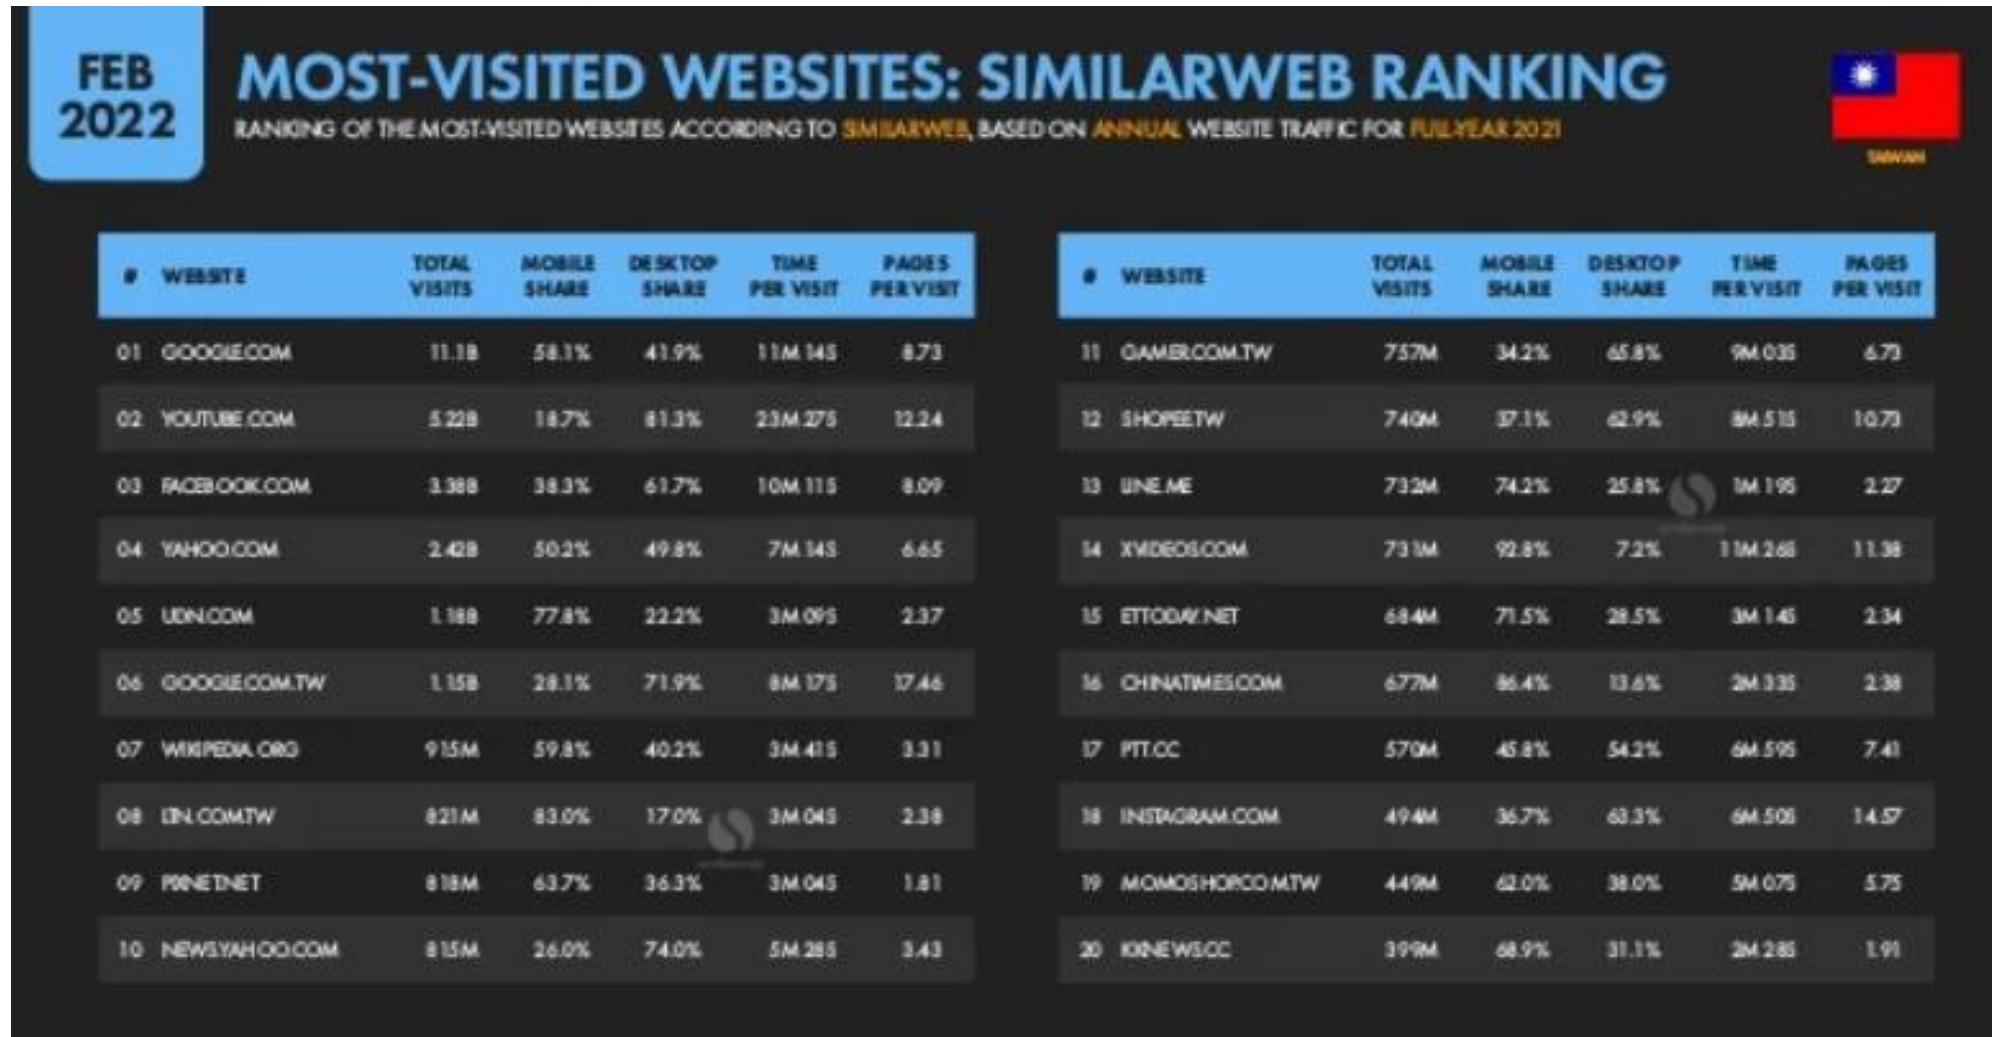 FEB
2022
MOST-VISITED WEBSITES: SIMILARWEB RANKING
RANKING OF THE MOST-VISITED WEBSITES ACCORDING TO SIMILARWEB, BASED ON ANNUAL WEBSITE TRAFFIC FOR FULL-YEAR 2021
TAIWAN
# WEBSITE TOTAL VISITS MOBILE SHARE DESKTOP SHARE TIME PER VISIT PAGES PER VISIT
01 GOOGLE.COM 11.1B 58.1% 41.9% 11M 14S 8.73
02 YOUTUBE.COM 5.22B 18.7% 81.3% 23M 27S 12.24
03 FACEBOOK.COM 3.38B 38.3% 61.7% 10M 11S 8.09
04 YAHOO.COM 2.42B 50.2% 49.8% 7M 14S 6.65
05 UDN.COM 1.18B 77.8% 22.2% 3M 09S 2.37
06 GOOGLE.COM.TW 1.15B 28.1% 71.9% 8M 17S 17.46
07 WIKIPEDIA.ORG 915M 59.8% 40.2% 3M 41S 3.31
08 LTN.COM.TW 821M 83.0% 17.0% 3M 04S 2.38
09 PIXNET.NET 818M 63.7% 36.3% 3M 04S 1.81
10 NEWS.YAHOO.COM 815M 26.0% 74.0% 5M 28S 3.43
# WEBSITE TOTAL VISITS MOBILE SHARE DESKTOP SHARE TIME PER VISIT PAGES PER VISIT
11 GAMER.COM.TW 757M 34.2% 65.8% 9M 03S 6.73
12 SHOPEE.TW 740M 37.1% 62.9% 8M 51S 10.73
13 LINE.ME 732M 74.2% 25.8% 1M 19S 2.27
14 XVIDEOS.COM 731M 92.8% 7.2% 11M 26S 11.38
15 ETTODAY.NET 684M 71.5% 28.5% 3M 14S 2.34
16 CHINATIMES.COM 677M 86.4% 13.6% 2M 33S 2.38
17 PTT.CC 570M 45.8% 54.2% 6M 59S 7.41
18 INSTAGRAM.COM 494M 36.7% 63.3% 6M 50S 14.57
19 MOMOSHOP.COM.TW 449M 62.0% 38.0% 5M 07S 5.75
20 399M 68.9% 31.1% 2M 28S 1.91